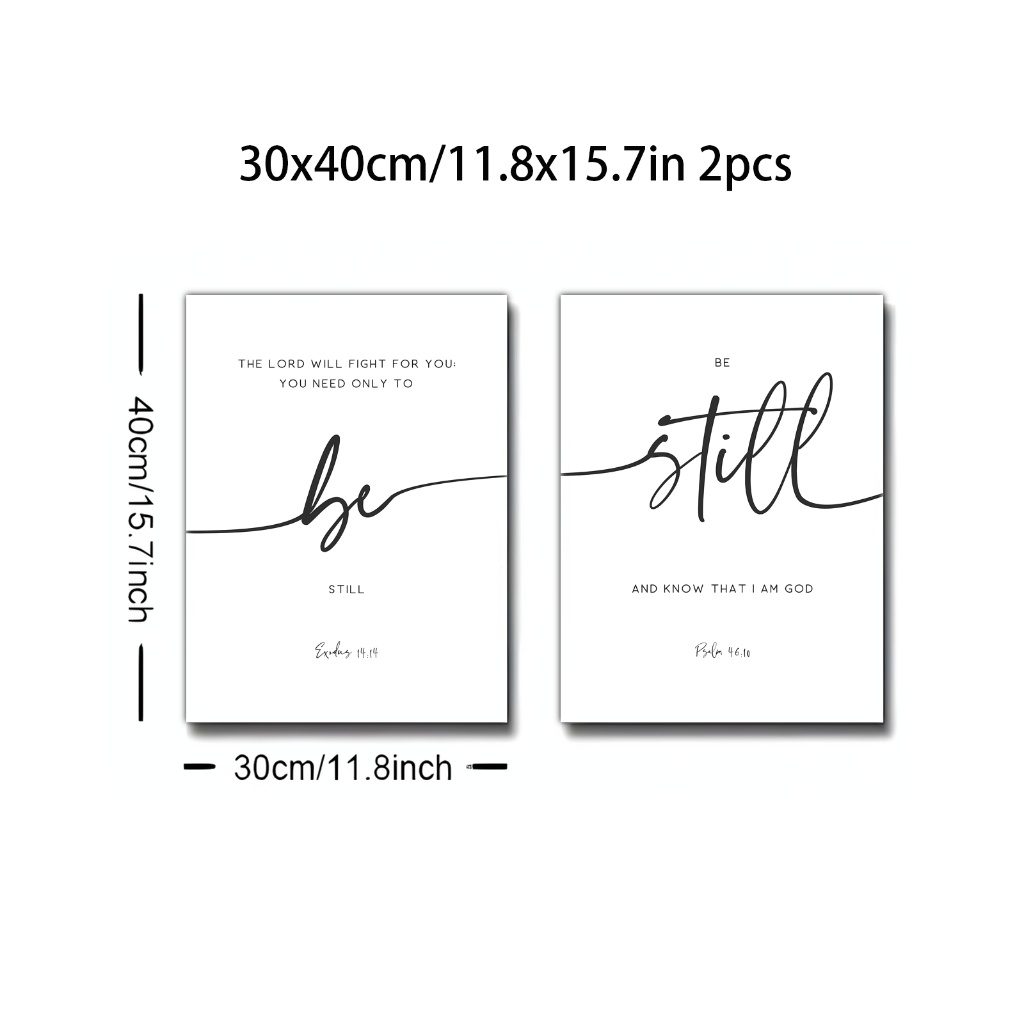 30x40cm/11.8x15.7in 2pcs
40cm/15.7inch
THE LORD WILL FIGHT FOR YOU;
YOU NEED ONLY TO
be
STILL
Exodus 14:14
BE
still
AND KNOW THAT I AM GOD
Psalm 46:10
30cm/11.8inch